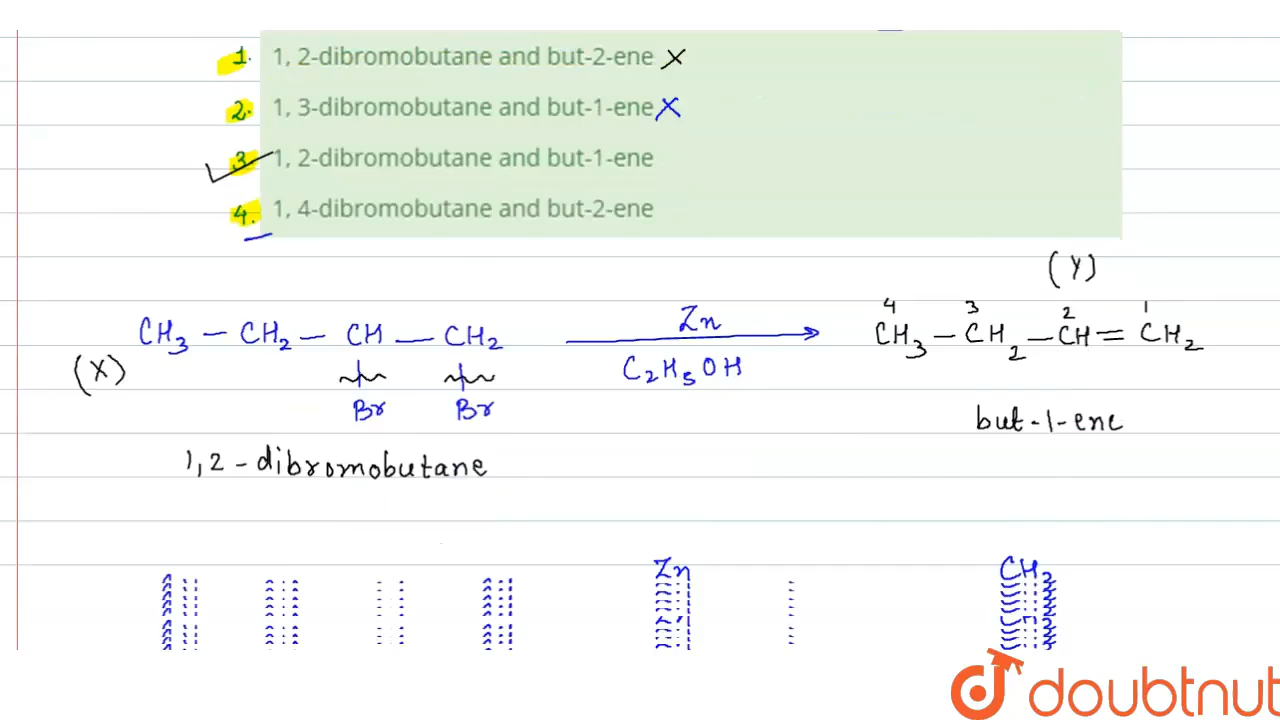 1. 1, 2-dibromobutane and but-2-ene X
2. 1, 3-dibromobutane and but-1-ene X
3. 1, 2-dibromobutane and but-1-ene
4. 1, 4-dibromobutane and but-2-ene
(Y)
CH₃ — CH₂ — CH — CH₂
Br Br
(X)
Zn
C₂H₅OH
4 3 2 1
CH₃ — CH₂ — CH = CH₂
but-1-ene
1,2-dibromobutane
Zn CH₂
doubtnut